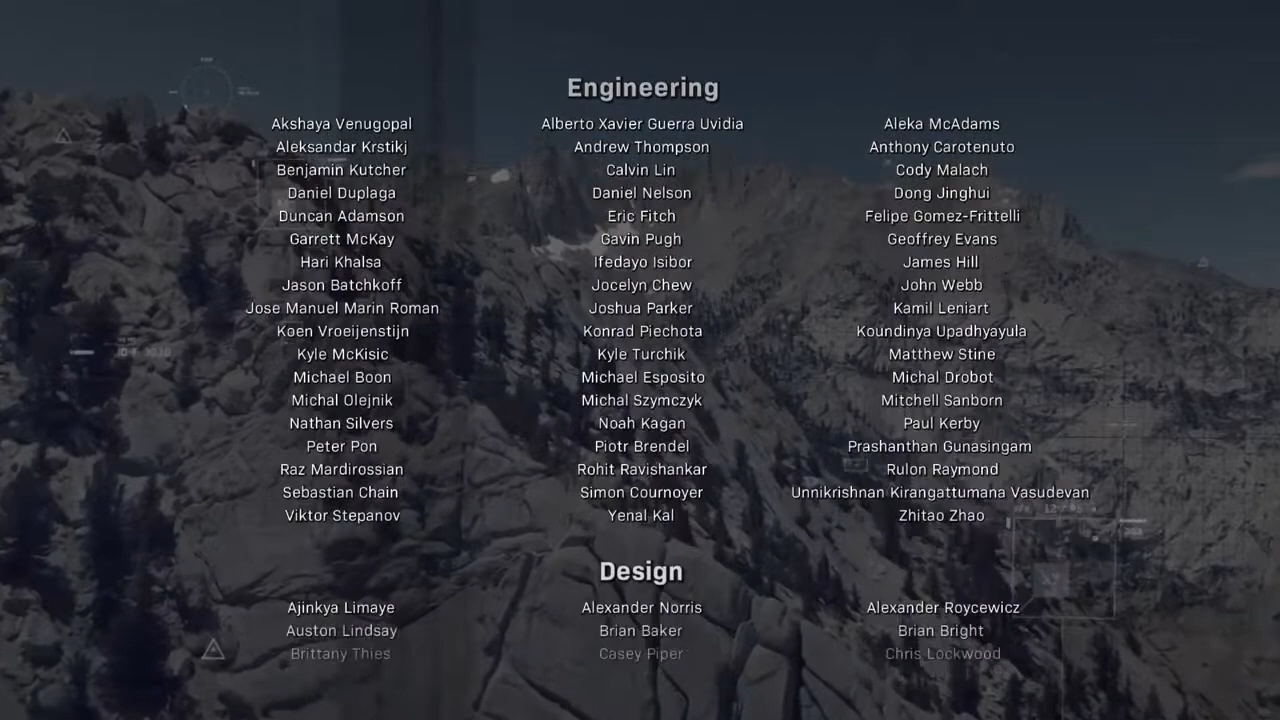 Engineering
Akshaya Venugopal Alberto Xavier Guerra Uvidia Aleka McAdams
Aleksandar Krstikj Andrew Thompson Anthony Carotenuto
Benjamin Kutcher Calvin Lin Cody Malach
Daniel Duplaga Daniel Nelson Dong Jinghui
Duncan Adamson Eric Fitch Felipe Gomez-Frittelli
Garrett McKay Gavin Pugh Geoffrey Evans
Hari Khalsa Ifedayo Isibor James Hill
Jason Batchkoff Jocelyn Chew John Webb
Jose Manuel Marin Roman Joshua Parker Kamil Leniart
Koen Vroeijenstijn Konrad Piechota Koundinya Upadhyayula
Kyle McKisic Kyle Turchik Matthew Stine
Michael Boon Michael Esposito Michal Drobot
Michal Olejnik Michal Szymczyk Mitchell Sanborn
Nathan Silvers Noah Kagan Paul Kerby
Peter Pon Piotr Brendel Prashanthan Gunasingam
Raz Mardirossian Rohit Ravishankar Rulon Raymond
Sebastian Chain Simon Cournoyer Unnikrishnan Kirangattumana Vasudevan
Viktor Stepanov Yenal Kal Zhitao Zhao
Design
Ajinkya Limaye Alexander Norris Alexander Roycewicz
Auston Lindsay Brian Baker Brian Bright
Brittany Thies Casey Piper Chris Lockwood